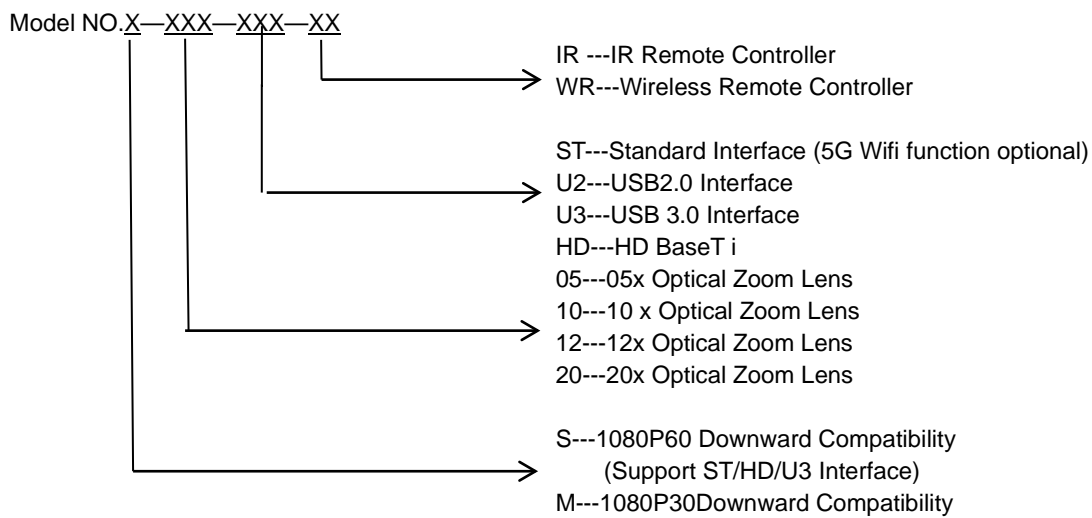 Model NO.X—XXX—XXX—XX
IR ---IR Remote Controller
WR---Wireless Remote Controller
ST---Standard Interface (5G Wifi function optional)
U2---USB2.0 Interface
U3---USB 3.0 Interface
HD---HD BaseT i
05---05x Optical Zoom Lens
10---10 x Optical Zoom Lens
12---12x Optical Zoom Lens
20---20x Optical Zoom Lens
S---1080P60 Downward Compatibility
(Support ST/HD/U3 Interface)
M---1080P30Downward Compatibility